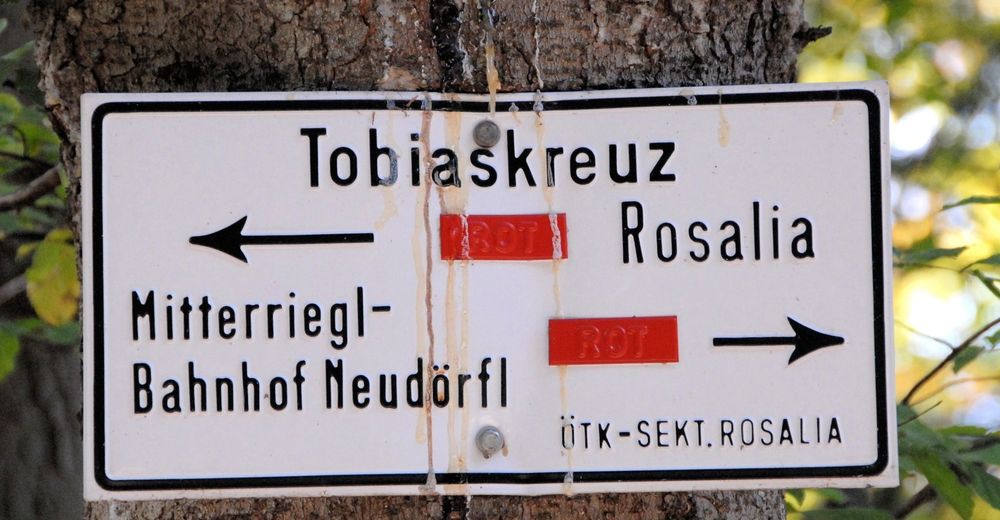 Tobiaskreuz
ROT
Rosalia
Mitterriegl-
Bahnhof Neudörfl
ROT
ÖTK-SEKT. ROSALIA